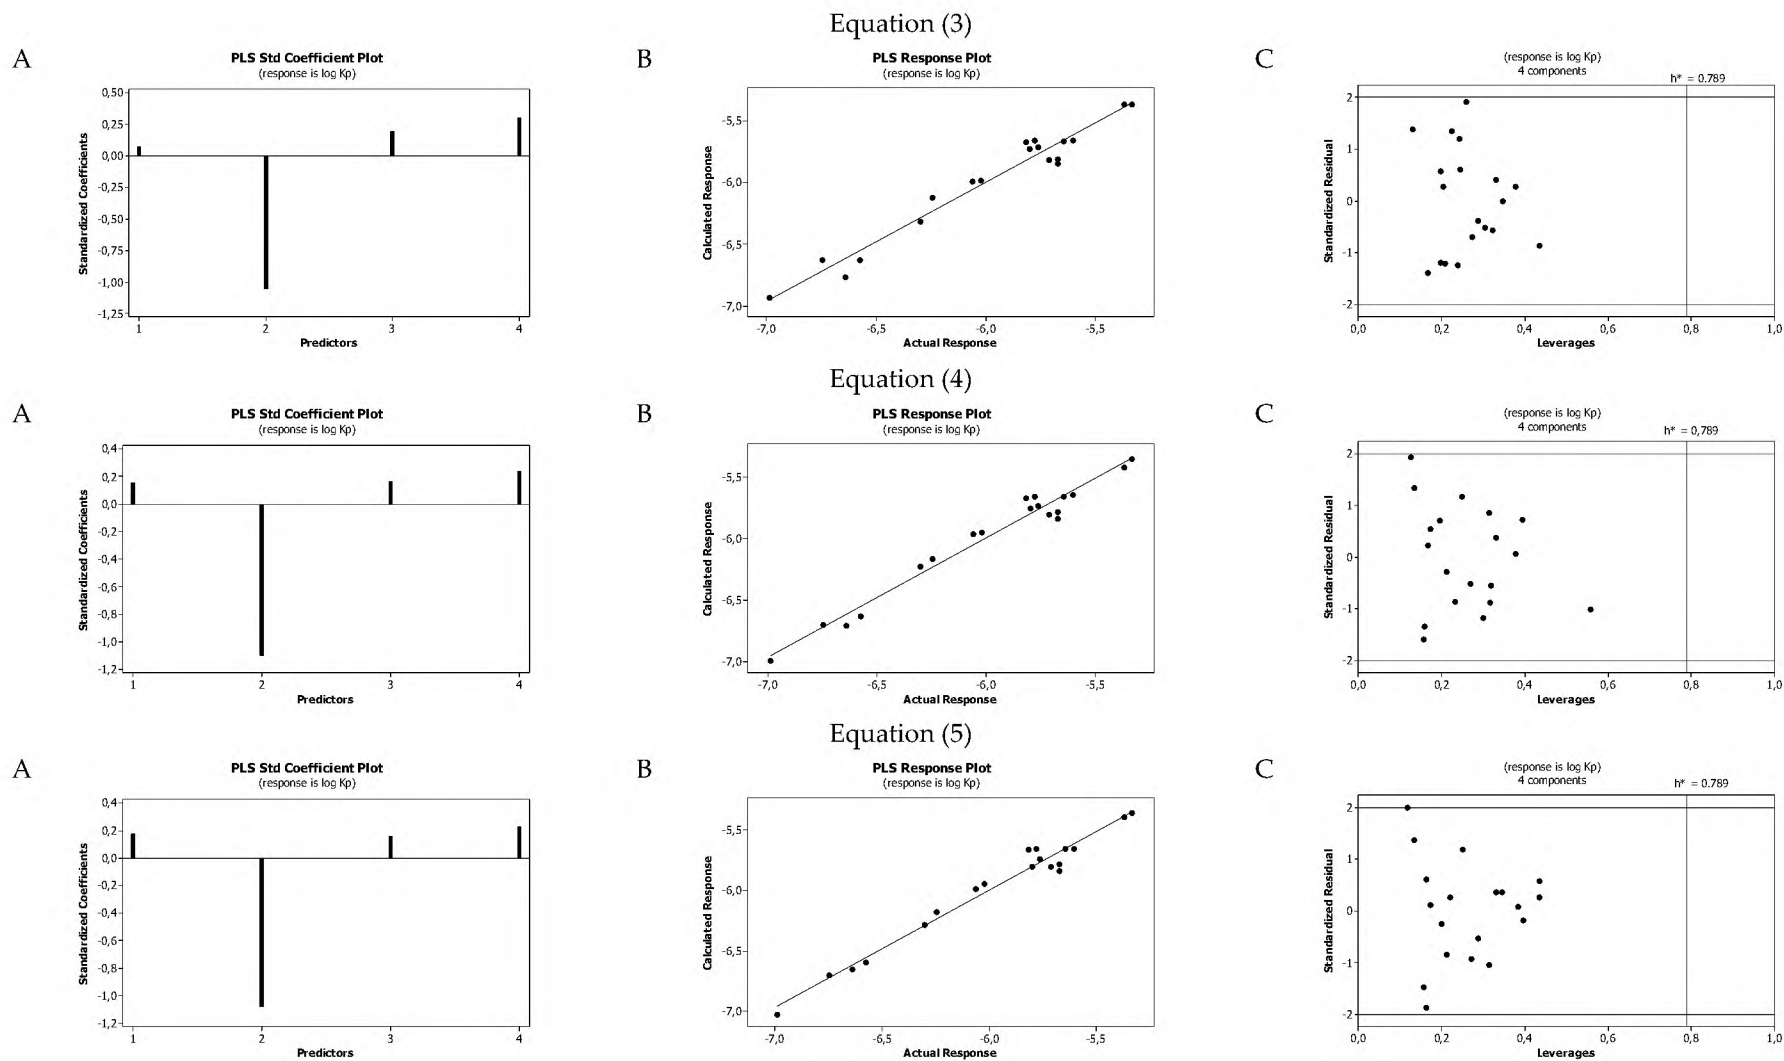 Equation (3)
A
PLS Std Coefficient Plot
(response is log Kp)
0,50
0,25
0,00
-0,25
-0,50
-0,75
-1,00
-1,25
Standardized Coefficients
1 2 3 4
Predictors
B
PLS Response Plot
(response is log Kp)
-5,5
-6,0
-6,5
-7,0
Calculated Response
-7,0 -6,5 -6,0 -5,5
Actual Response
C
(response is log Kp)
4 components
h* = 0.789
2
1
0
-1
-2
Standardized Residual
0,0 0,2 0,4 0,6 0,8 1,0
Leverages
Equation (4)
A
PLS Std Coefficient Plot
(response is log Kp)
0,4
0,2
0,0
-0,2
-0,4
-0,6
-0,8
-1,0
-1,2
Standardized Coefficients
1 2 3 4
Predictors
B
PLS Response Plot
(response is log Kp)
-5,5
-6,0
-6,5
-7,0
Calculated Response
-7,0 -6,5 -6,0 -5,5
Actual Response
C
(response is log Kp)
4 components
h* = 0,789
2
1
0
-1
-2
Standardized Residual
0,0 0,2 0,4 0,6 0,8 1,0
Leverages
Equation (5)
A
PLS Std Coefficient Plot
(response is log Kp)
0,4
0,2
0,0
-0,2
-0,4
-0,6
-0,8
-1,0
-1,2
Standardized Coefficients
1 2 3 4
Predictors
B
PLS Response Plot
(response is log Kp)
-5,5
-6,0
-6,5
-7,0
Calculated Response
-7,0 -6,5 -6,0 -5,5
Actual Response
C
(response is log Kp)
4 components
h* = 0.789
2
1
0
-1
-2
Standardized Residual
0,0 0,2 0,4 0,6 0,8 1,0
Leverages